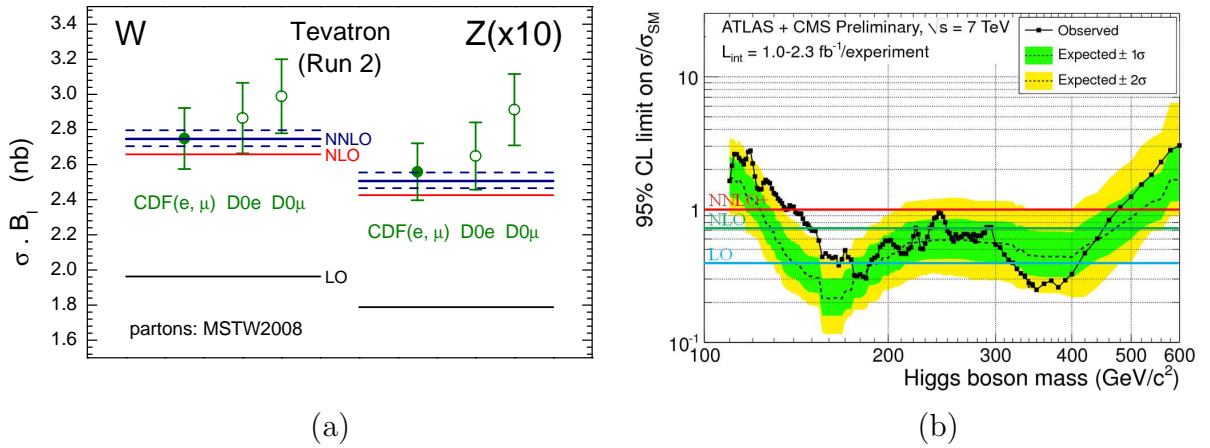 W
Tevatron
(Run 2)
Z(x10)
σ . B_l (nb)
3.4
3.2
3.0
2.8
2.6
2.4
2.2
2.0
1.8
1.6
NNLO
NLO
CDF(e, μ) D0e D0μ
CDF(e, μ) D0e D0μ
LO
partons: MSTW2008
(a)
ATLAS + CMS Preliminary, √s = 7 TeV
L_int = 1.0-2.3 fb⁻¹/experiment
Observed
Expected ± 1σ
Expected ± 2σ
95% CL limit on σ/σ_SM
10
1
10⁻¹
NNLO+
NLO
LO
100 200 300 400 500 600
Higgs boson mass (GeV/c²)
(b)